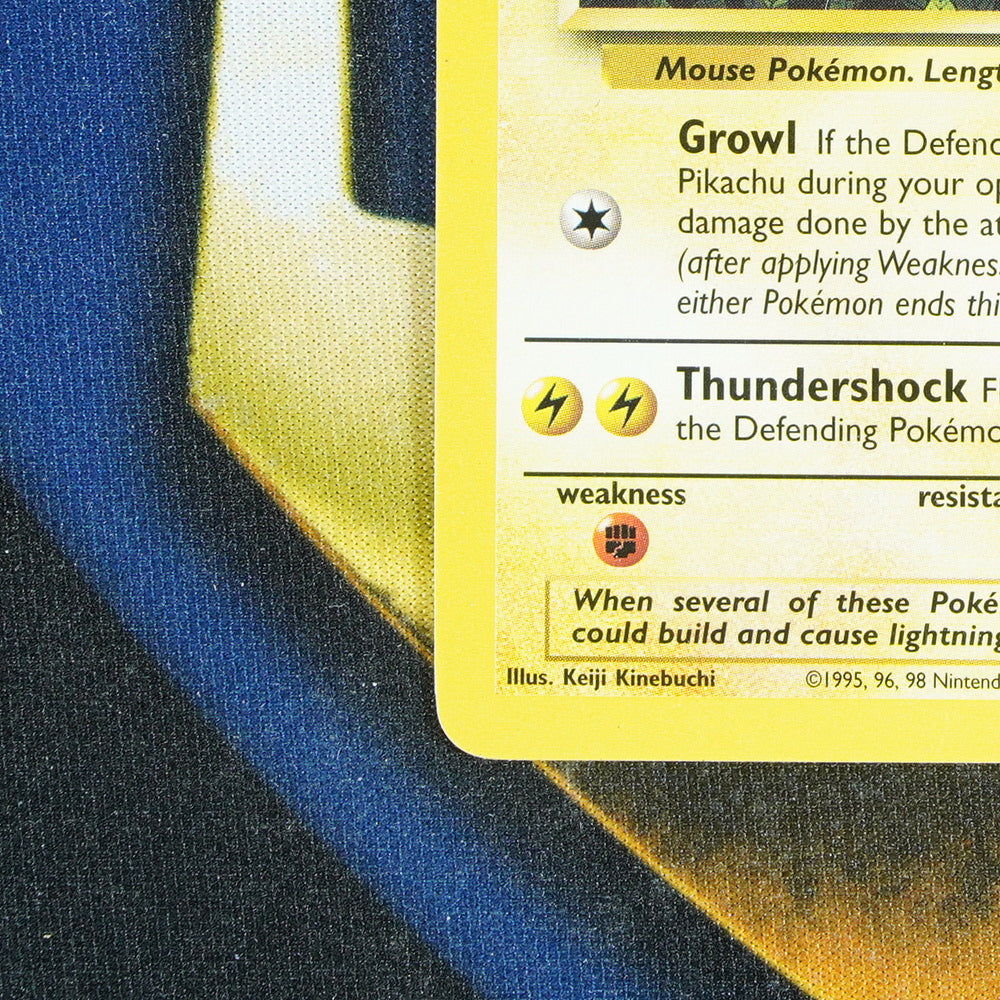 Mouse Pokémon. Lengt
Growl If the Defend
Pikachu during your op
damage done by the at
(after applying Weakness
either Pokémon ends thi
Thundershock F
the Defending Pokémo
weakness resista
When several of these Poké
could build and cause lightning
Illus. Keiji Kinebuchi ©1995, 96, 98 Nintend